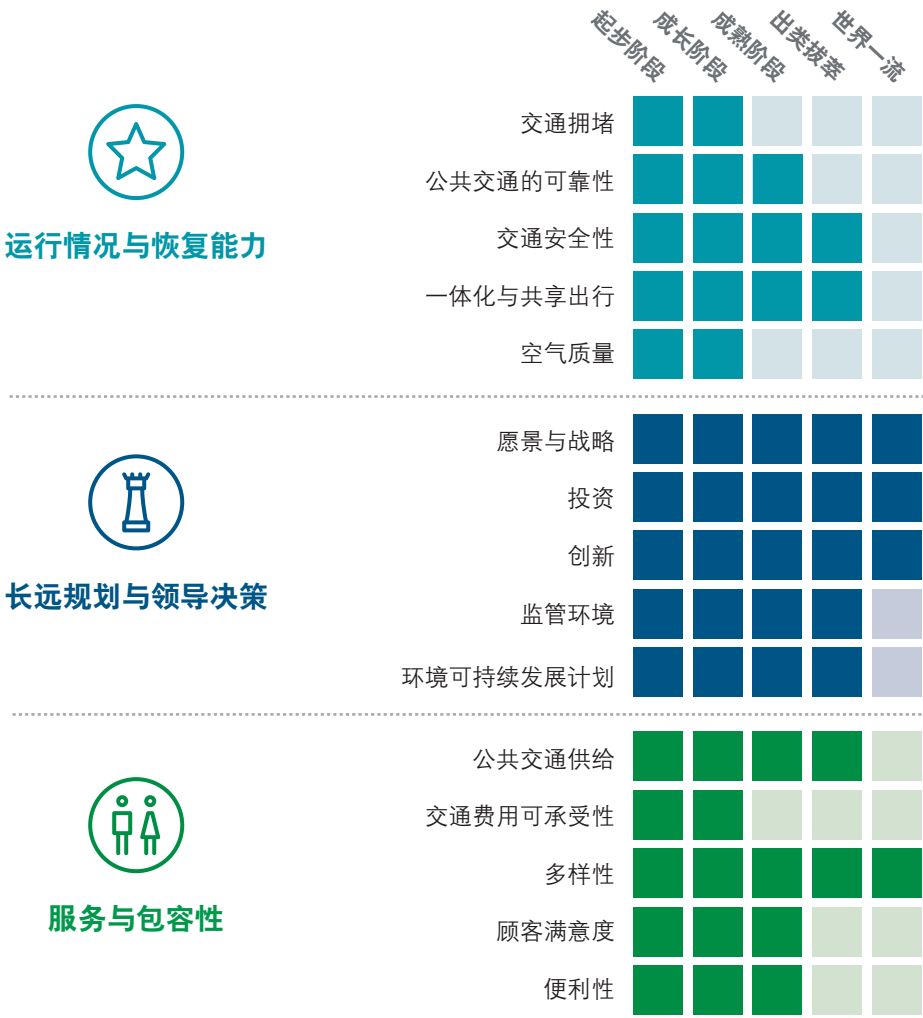 起步阶段
成长阶段
成熟阶段
出类拔萃
世界一流
交通拥堵
公共交通的可靠性
交通安全性
一体化与共享出行
空气质量
运行情况与恢复能力
愿景与战略
投资
创新
监管环境
环境可持续发展计划
长远规划与领导决策
公共交通供给
交通费用可承受性
多样性
顾客满意度
便利性
服务与包容性